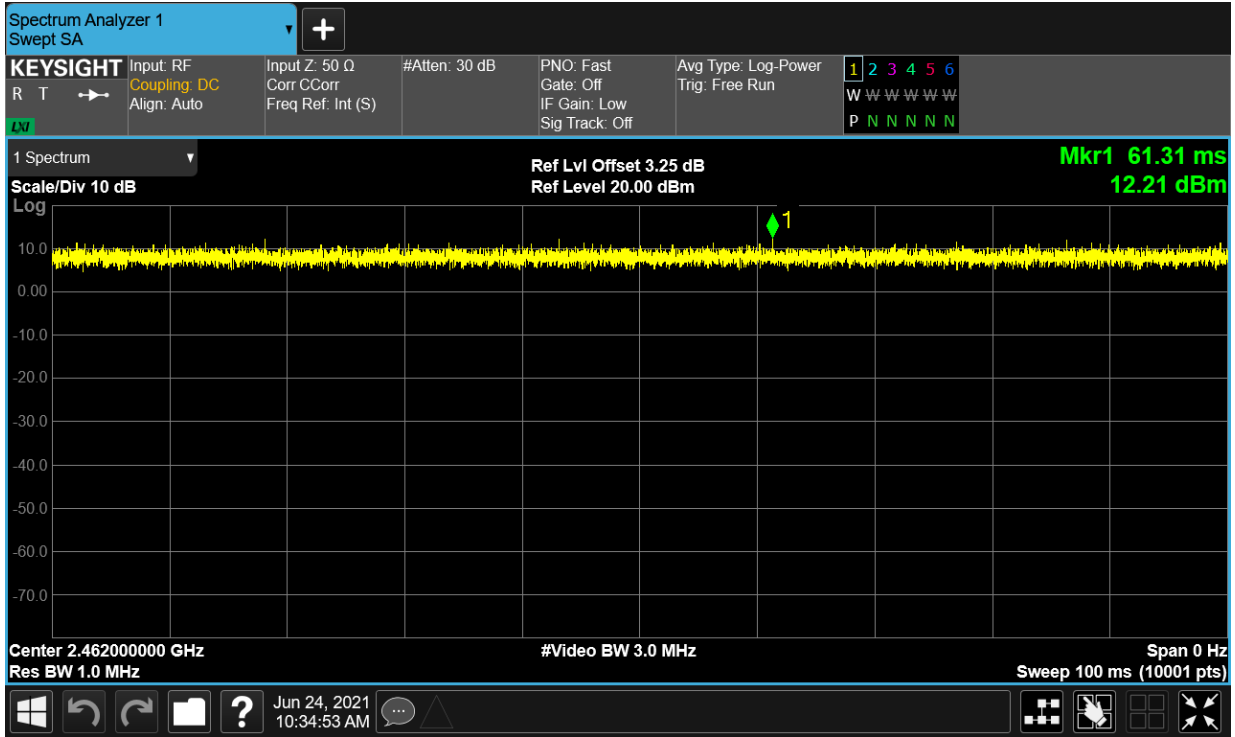 Spectrum Analyzer 1
Swept SA
KEYSIGHT
R T
LXI
Input: RF
Coupling: DC
Align: Auto
Input Z: 50 Ω
Corr CCorr
Freq Ref: Int (S)
#Atten: 30 dB
PNO: Fast
Gate: Off
IF Gain: Low
Sig Track: Off
Avg Type: Log-Power
Trig: Free Run
1 2 3 4 5 6
W W W W W W
P N N N N N
1 Spectrum
Scale/Div 10 dB
Ref Lvl Offset 3.25 dB
Ref Level 20.00 dBm
Mkr1 61.31 ms
12.21 dBm
Log
1
10.0
0.00
-10.0
-20.0
-30.0
-40.0
-50.0
-60.0
-70.0
Center 2.462000000 GHz
Res BW 1.0 MHz
#Video BW 3.0 MHz
Span 0 Hz
Sweep 100 ms (10001 pts)
?
Jun 24, 2021
10:34:53 AM